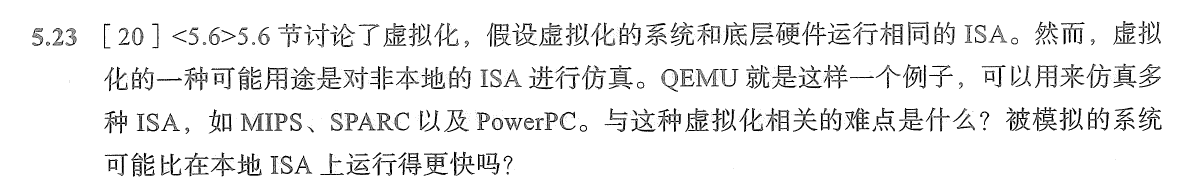 5.23 [20]<5.6>5.6 节讨论了虚拟化，假设虚拟化的系统和底层硬件运行相同的 ISA。然而，虚拟
化的一种可能用途是对非本地的 ISA 进行仿真。QEMU 就是这样一个例子，可以用来仿真多
种 ISA，如 MIPS、SPARC 以及 PowerPC。与这种虚拟化相关的难点是什么？被模拟的系统
可能比在本地 ISA 上运行得更快吗？